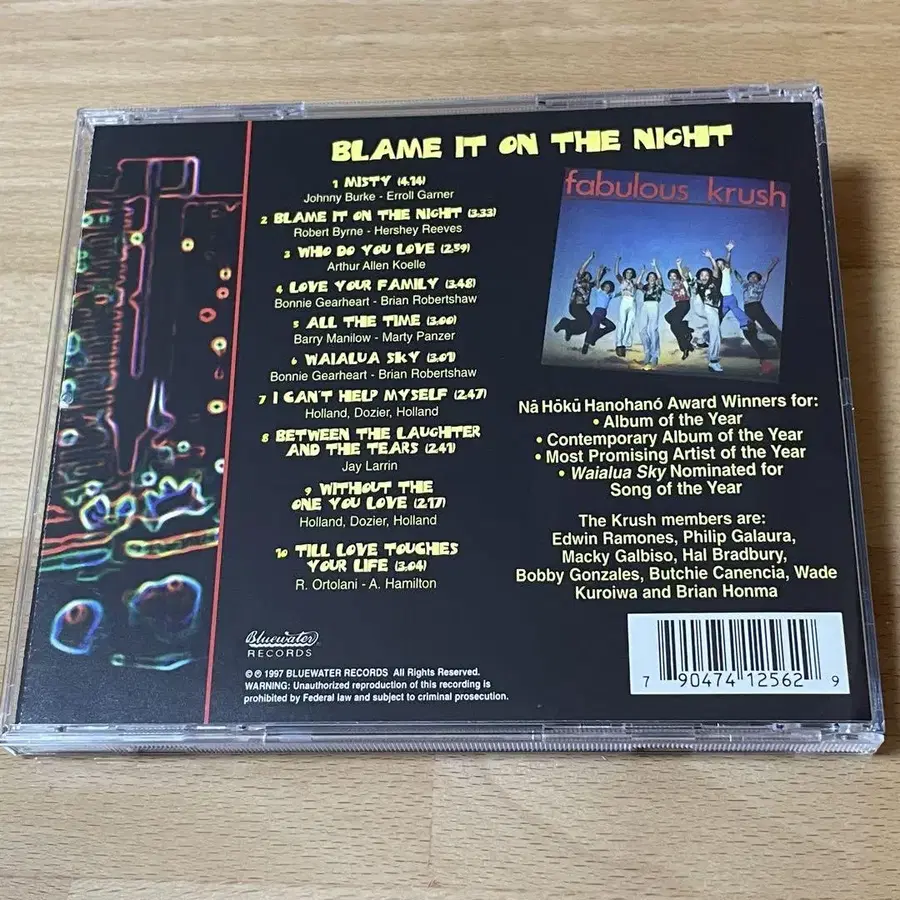 BLAME IT ON THE NIGHT
1 MISTY (4.14)
Johnny Burke - Erroll Garner
2 BLAME IT ON THE NIGHT (3.33)
Robert Byrne - Hershey Reeves
3 WHO DO YOU LOVE (2.59)
Arthur Allen Koelle
4 LOVE YOUR FAMILY (3.48)
Bonnie Gearheart - Brian Robertshaw
5 ALL THE TIME (3.00)
Barry Manilow - Marty Panzer
6 WAIALUA SKY (3.01)
Bonnie Gearheart - Brian Robertshaw
7 I CAN'T HELP MYSELF (2.47)
Holland, Dozier, Holland
8 BETWEEN THE LAUGHTER
AND THE TEARS (2.41)
Jay Larrin
9 WITHOUT THE
ONE YOU LOVE (2.17)
Holland, Dozier, Holland
10 TILL LOVE TOUCHES
YOUR LIFE (3.04)
R. Ortolani - A. Hamilton
fabulous krush
Nā Hōkū Hanohanó Award Winners for:
• Album of the Year
• Contemporary Album of the Year
• Most Promising Artist of the Year
• Waialua Sky Nominated for
Song of the Year
The Krush members are:
Edwin Ramones, Philip Galaura,
Macky Galbiso, Hal Bradbury,
Bobby Gonzales, Butchie Canencia, Wade
Kuroiwa and Brian Honma
Bluewater
RECORDS
© ℗ 1997 BLUEWATER RECORDS All Rights Reserved.
WARNING: Unauthorized reproduction of this recording is
prohibited by Federal law and subject to criminal prosecution.
7 90474 12562 9